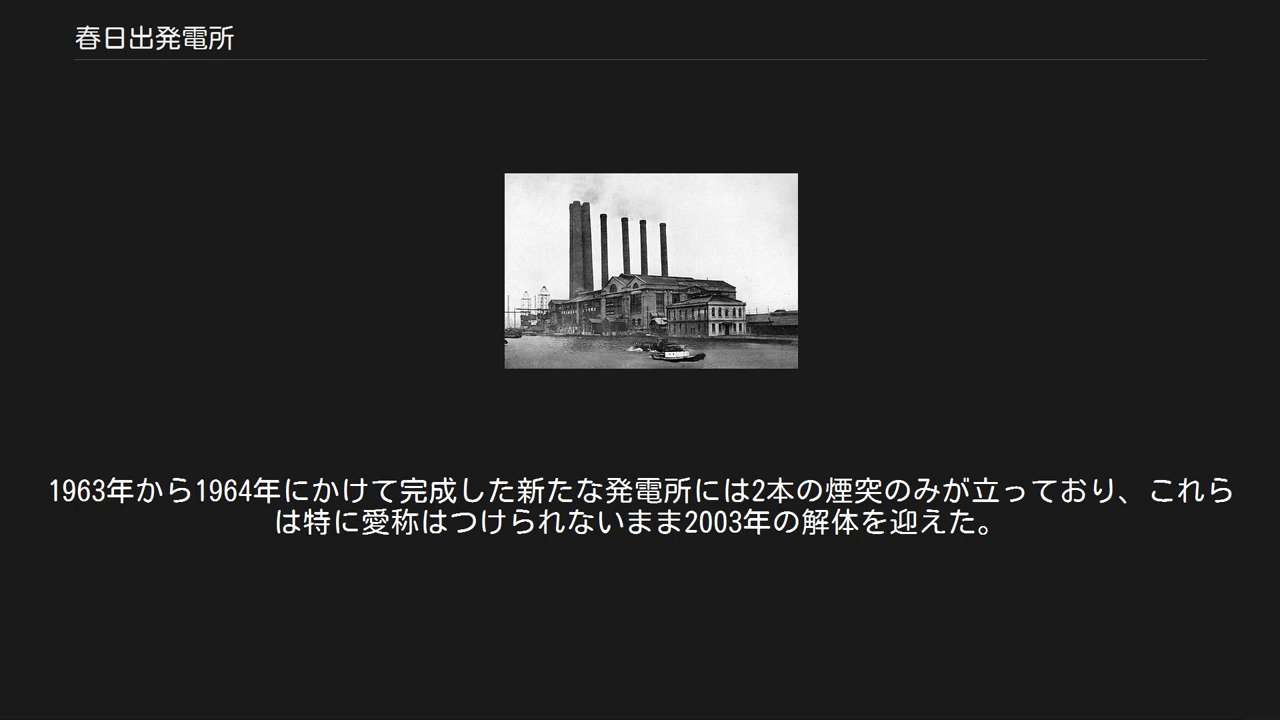 春日出発電所
1963年から1964年にかけて完成した新たな発電所には2本の煙突のみが立っており、これら
は特に愛称はつけられないまま2003年の解体を迎えた。